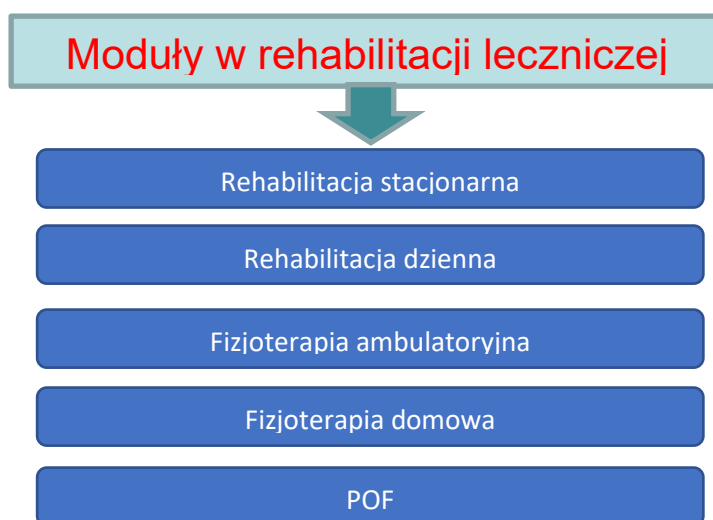 Moduły w rehabilitacji leczniczej
Rehabilitacja stacjonarna
Rehabilitacja dzienna
Fizjoterapia ambulatoryjna
Fizjoterapia domowa
POF